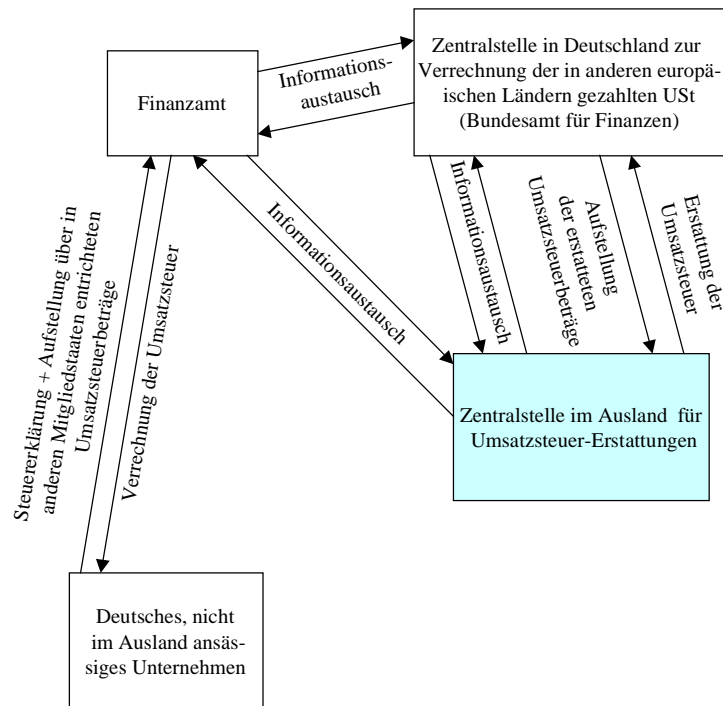 Finanzamt
Informations-
austausch
Zentralstelle in Deutschland zur
Verrechnung der in anderen europä-
ischen Ländern gezahlten USt
(Bundesamt für Finanzen)
Steuererklärung + Aufstellung über in
anderen Mitgliedstaaten entrichteten
Umsatzsteuerbeträge
Verrechnung der Umsatzsteuer
Informationsaustausch
Informationsaustausch
Aufstellung
der erstatteten
Umsatzsteuerbeträge
Erstattung der
Umsatzsteuer
Zentralstelle im Ausland  für
Umsatzsteuer-Erstattungen
Deutsches, nicht
im Ausland ansäs-
siges Unternehmen